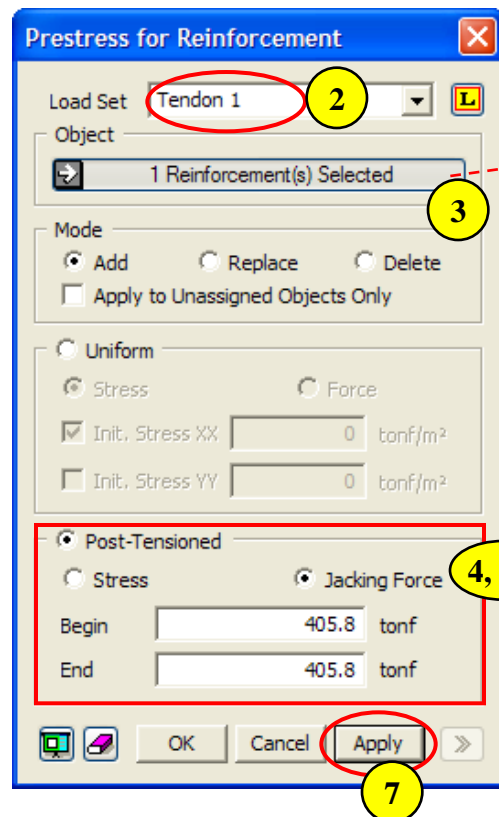 Prestress for Reinforcement
Load Set Tendon 1 2 L
Object
1 Reinforcement(s) Selected
3
Mode
Add Replace Delete
Apply to Unassigned Objects Only
Uniform
Stress Force
Init. Stress XX 0 tonf/m²
Init. Stress YY 0 tonf/m²
Post-Tensioned
Stress Jacking Force 4,
Begin 405.8 tonf
End 405.8 tonf
OK Cancel Apply >>
7